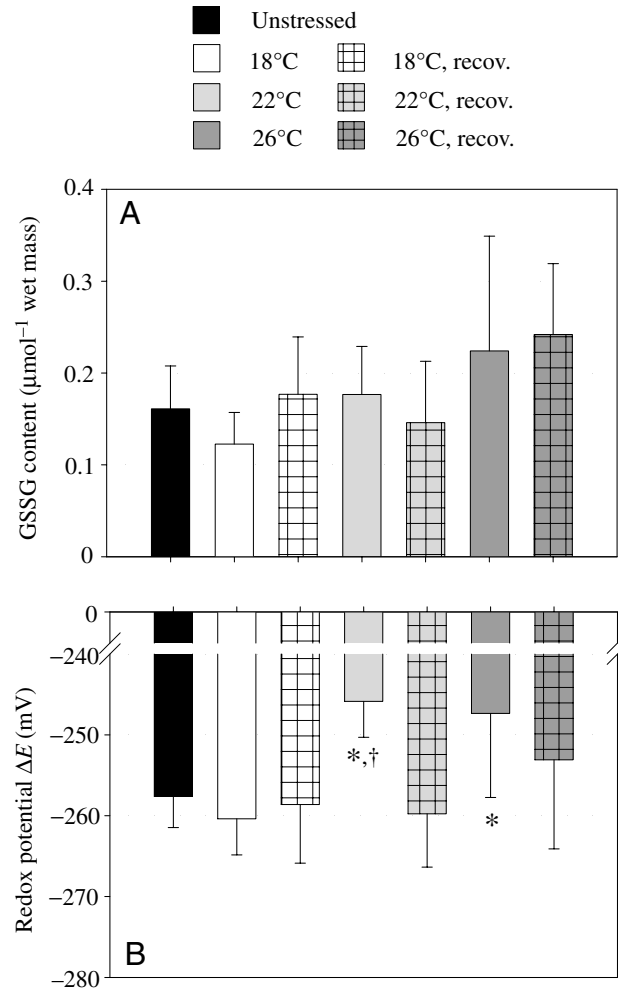 Unstressed
18°C 18°C, recov.
22°C 22°C, recov.
26°C 26°C, recov.
A
GSSG content (μmol⁻¹ wet mass)
0.4
0.3
0.2
0.1
0
Redox potential ΔE (mV)
0
−240
−250
*,†
*
−260
−270
B
−280